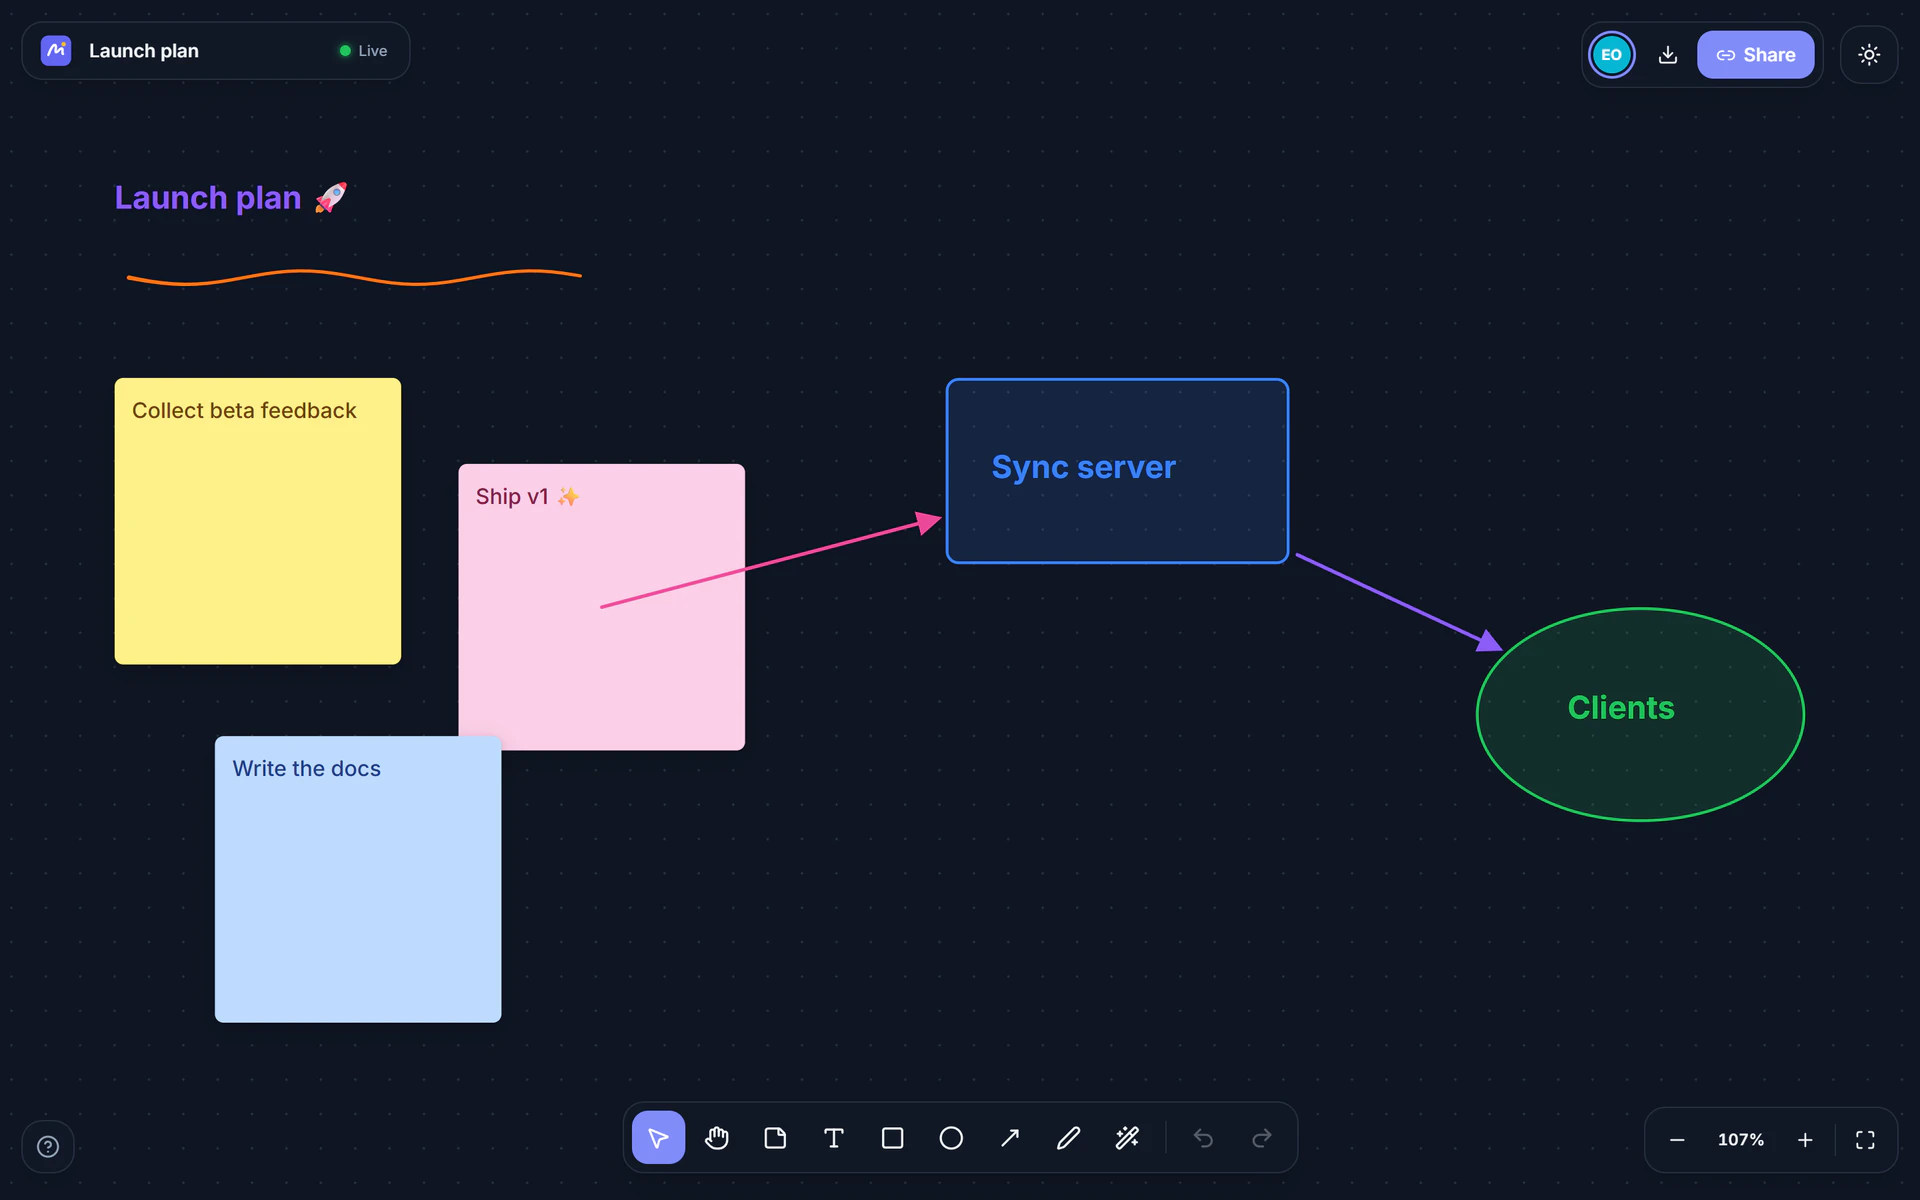 Launch plan
Live
EO
Share
Launch plan 🚀
Collect beta feedback
Ship v1 ✨
Sync server
Clients
Write the docs
107%